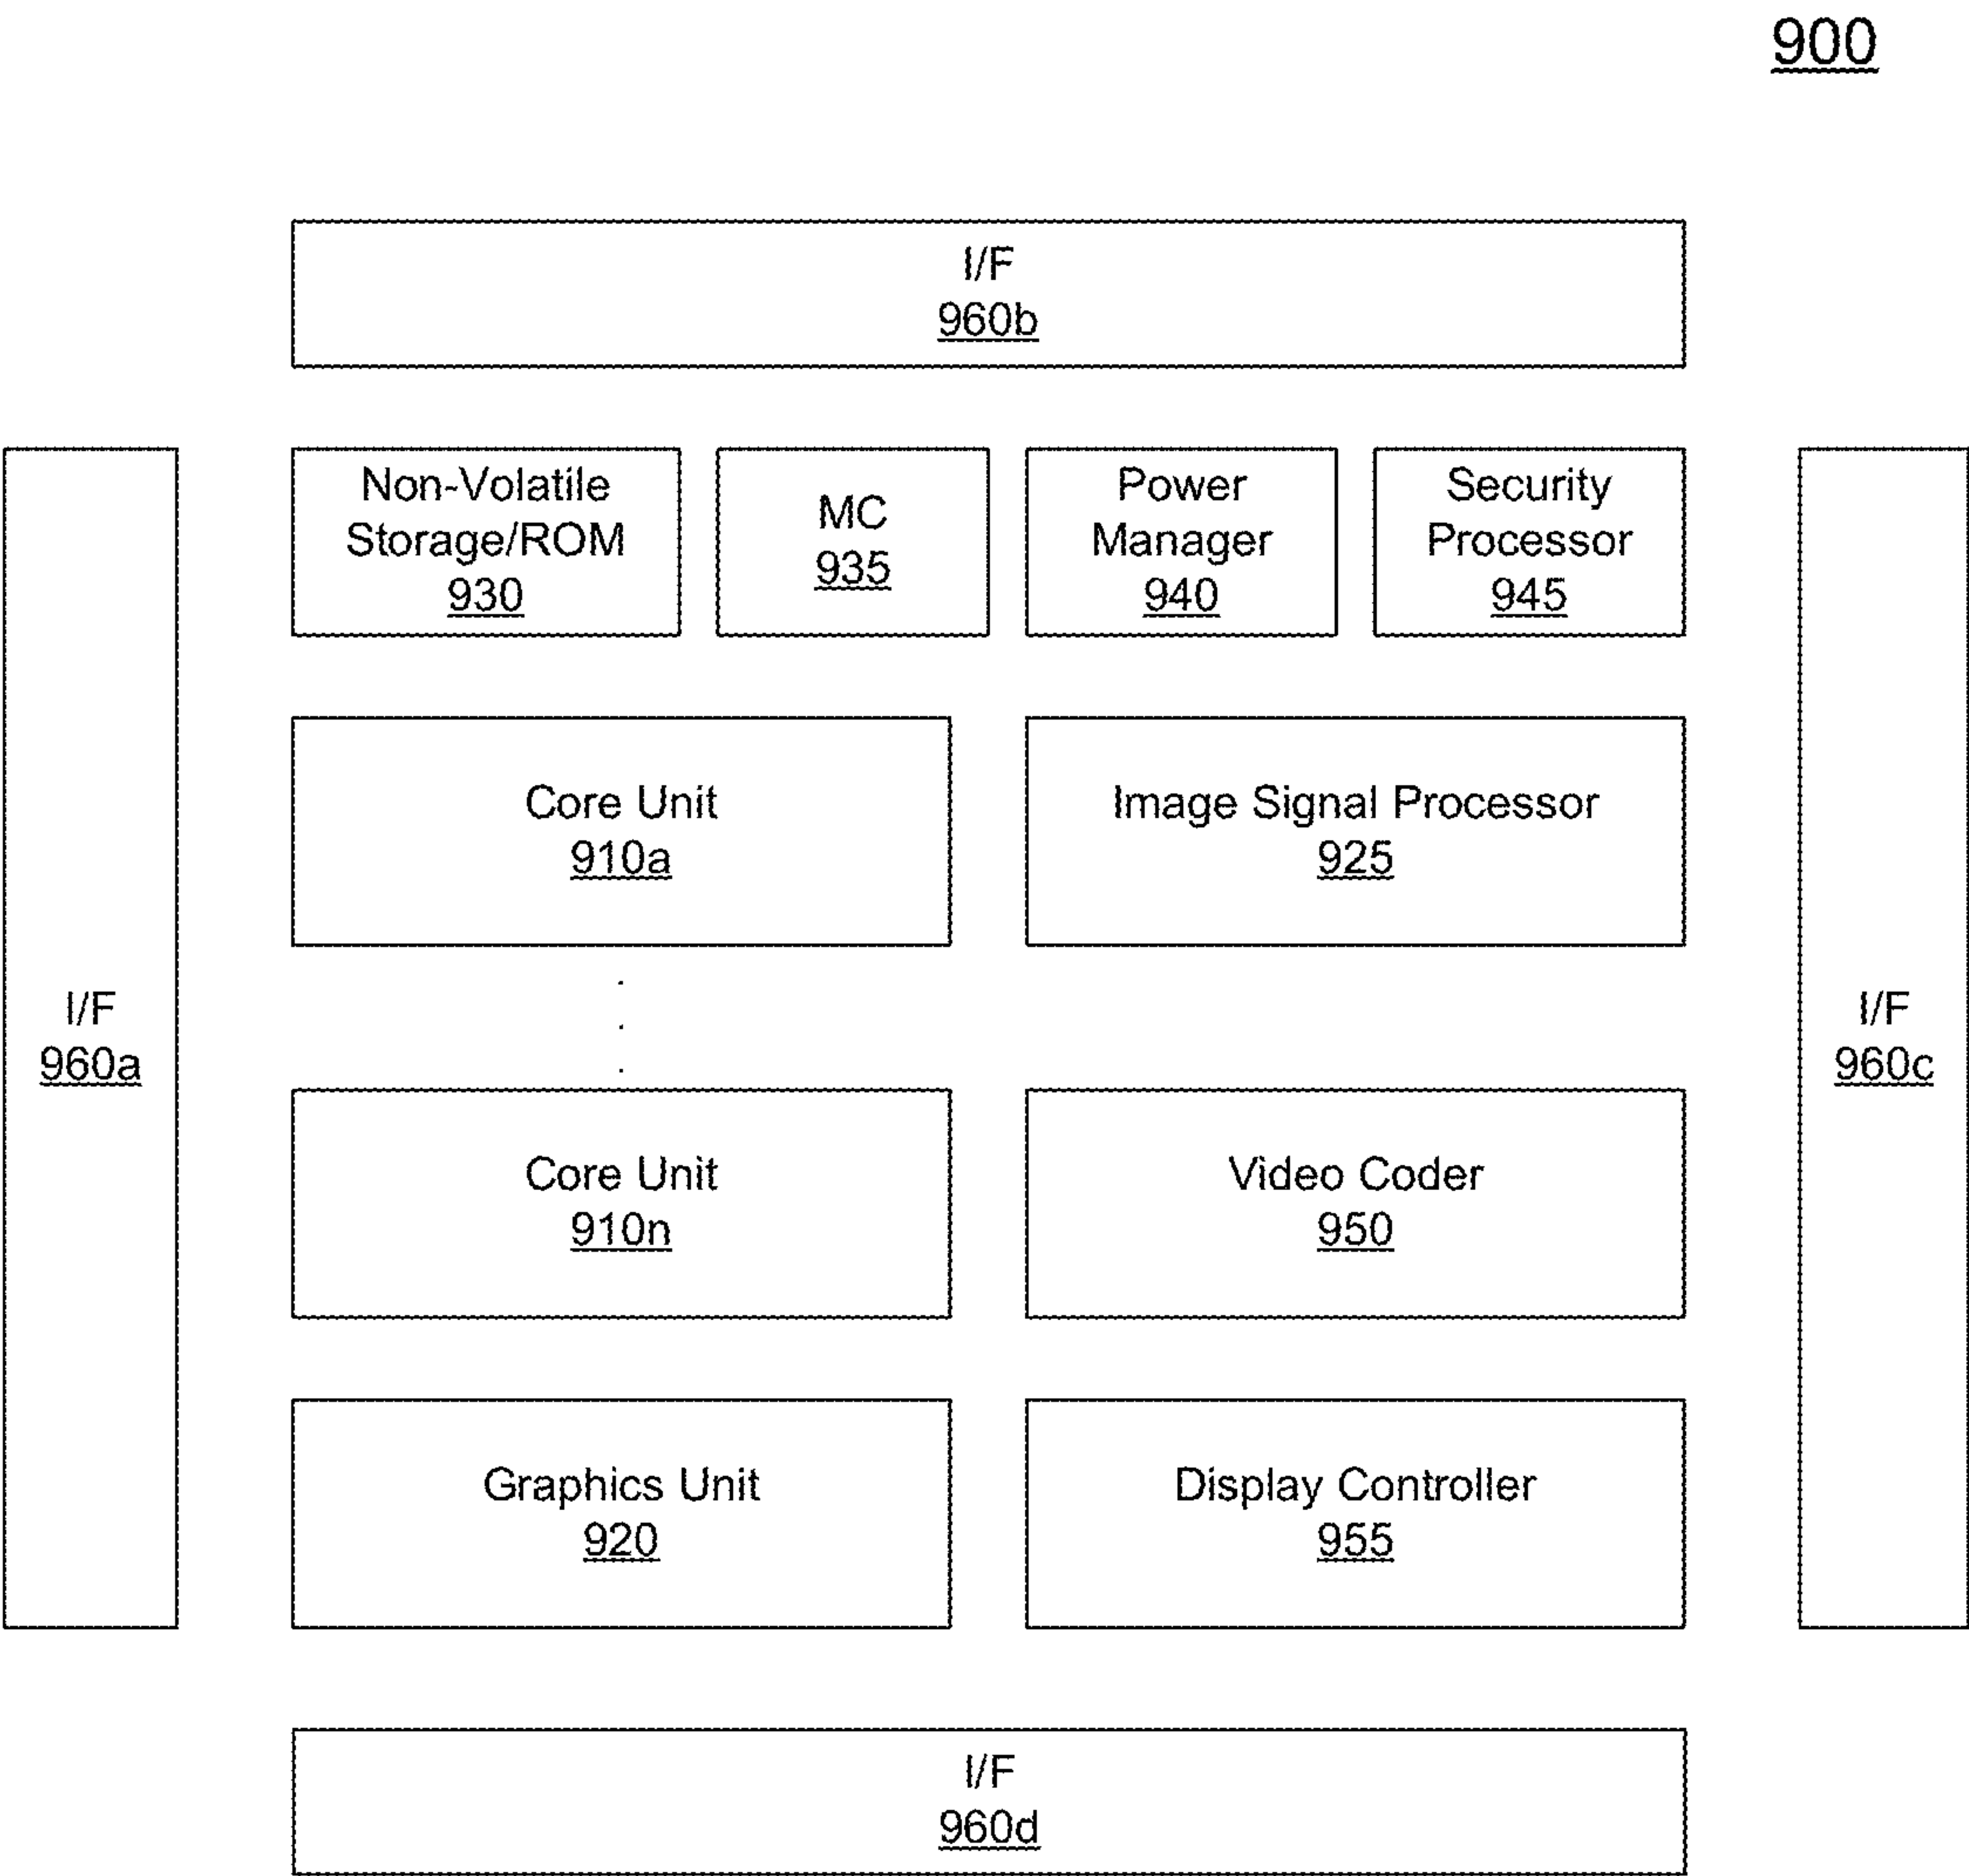 900
I/F
960b
Non-Volatile
Storage/ROM
930
MC
935
Power
Manager
940
Security
Processor
945
I/F
960a
Core Unit
910a
Image Signal Processor
925
I/F
960c
Core Unit
910n
Video Coder
950
Graphics Unit
920
Display Controller
955
I/F
960d